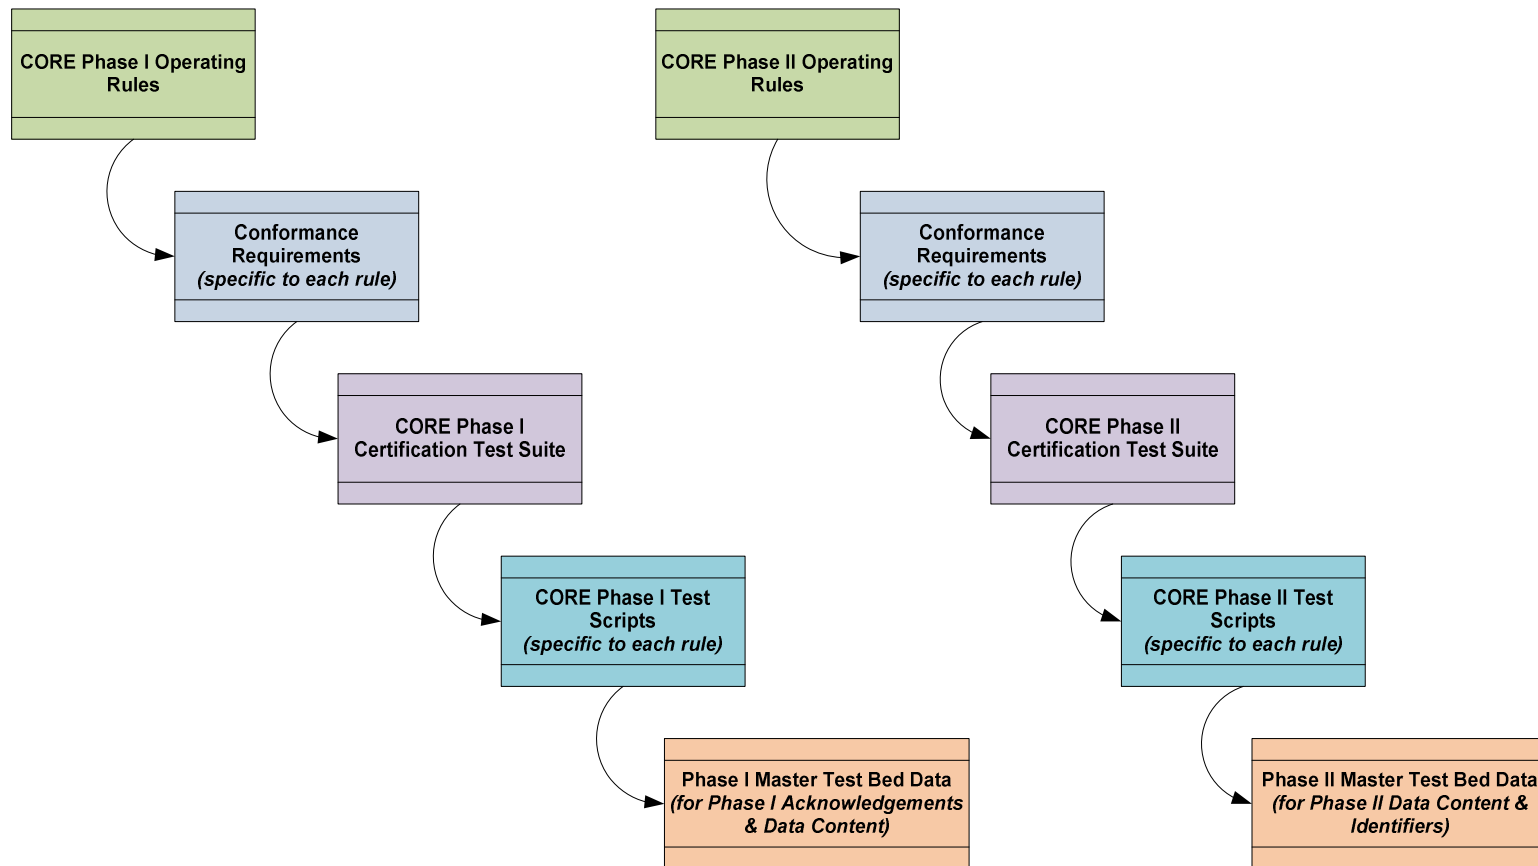 CORE Phase I Operating
Rules
CORE Phase II Operating
Rules
Conformance
Requirements
(specific to each rule)
Conformance
Requirements
(specific to each rule)
CORE Phase I
Certification Test Suite
CORE Phase II
Certification Test Suite
CORE Phase I Test
Scripts
(specific to each rule)
CORE Phase II Test
Scripts
(specific to each rule)
Phase I Master Test Bed Data
(for Phase I Acknowledgements
& Data Content)
Phase II Master Test Bed Data
(for Phase II Data Content &
Identifiers)